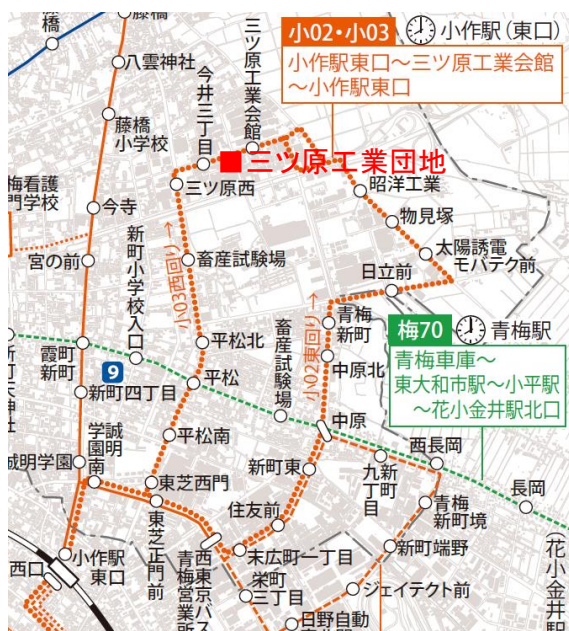 藤橋
藤橋
八雲神社
藤橋
小学校
今井三丁目
三ツ原工業会館
小02・小03
小作駅(東口)
小作駅東口〜三ツ原工業会館
〜小作駅東口
■三ツ原工業団地
三ツ原西
昭洋工業
物見塚
太陽誘電
モバテク前
日立前
梅看護
門学校
今寺
宮の前
新町小学校入口
畜産試験場
小03西回り→
小02東回り→
青梅
新町
中原北
梅70
青梅駅
青梅車庫〜
東大和市駅〜小平駅
〜花小金井駅北口
霞町
新町
9
平松北
平松
畜産試験場
中原
新町四丁目
平松南
誠明学園
誠明
学園南
東芝西門
新町東
九新
丁町
目
西長岡
長岡
青梅
新町境
住友前
東芝正門前
末広町一丁目
新町端野
小作駅
東口
西口
西東京バス
青梅営業所
栄町
三丁目
ジェイテクト前
日野自動
(花小金井駅